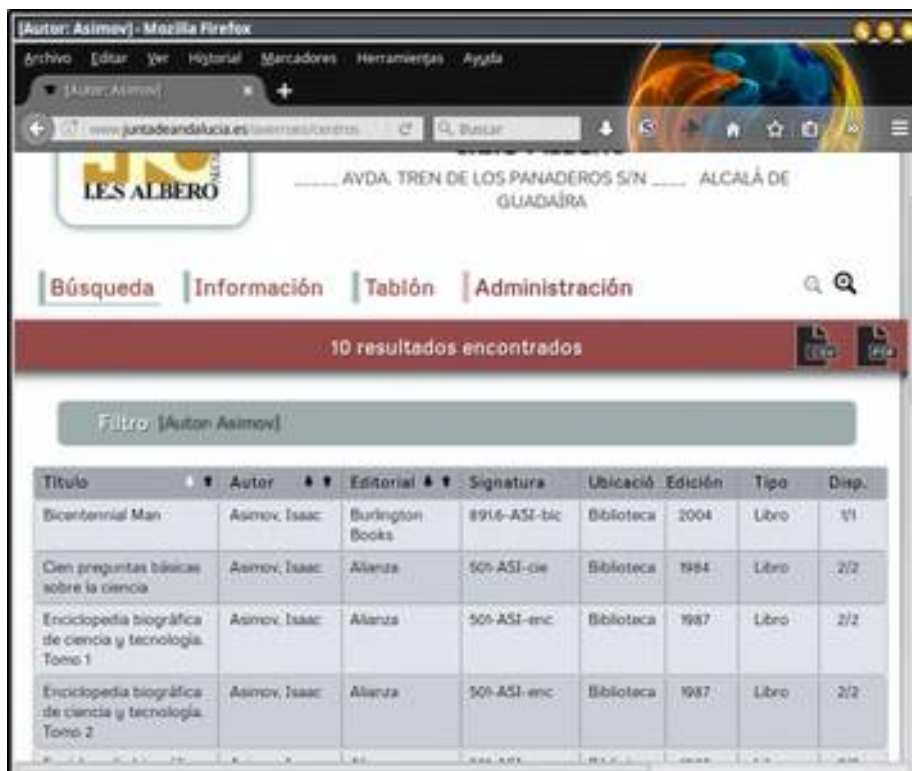 [Autor: Asimov] - Mozilla Firefox
Archivo Editar Ver Historial Marcadores Herramientas Ayuda
[Autor: Asimov]
www.juntadeandalucia.es/averroes/centros
Buscar
I.E.S ALBERO
AVDA. TREN DE LOS PANADEROS S/N ____ ALCALÁ DE
GUADAÍRA
Búsqueda Información Tablón Administración
10 resultados encontrados
Filtro [Autor: Asimov]
Título Autor Editorial Signatura Ubicació Edición Tipo Disp.
Bicentennial Man Asimov, Isaac Burlington Books 891.6-ASI-bic Biblioteca 2004 Libro 1/1
Cien preguntas básicas sobre la ciencia Asimov, Isaac Alianza 501-ASI-cie Biblioteca 1984 Libro 2/2
Enciclopedia biográfica de ciencia y tecnología. Tomo 1 Asimov, Isaac Alianza 501-ASI-enc Biblioteca 1987 Libro 2/2
Enciclopedia biográfica de ciencia y tecnología. Tomo 2 Asimov, Isaac Alianza 501-ASI-enc Biblioteca 1987 Libro 2/2